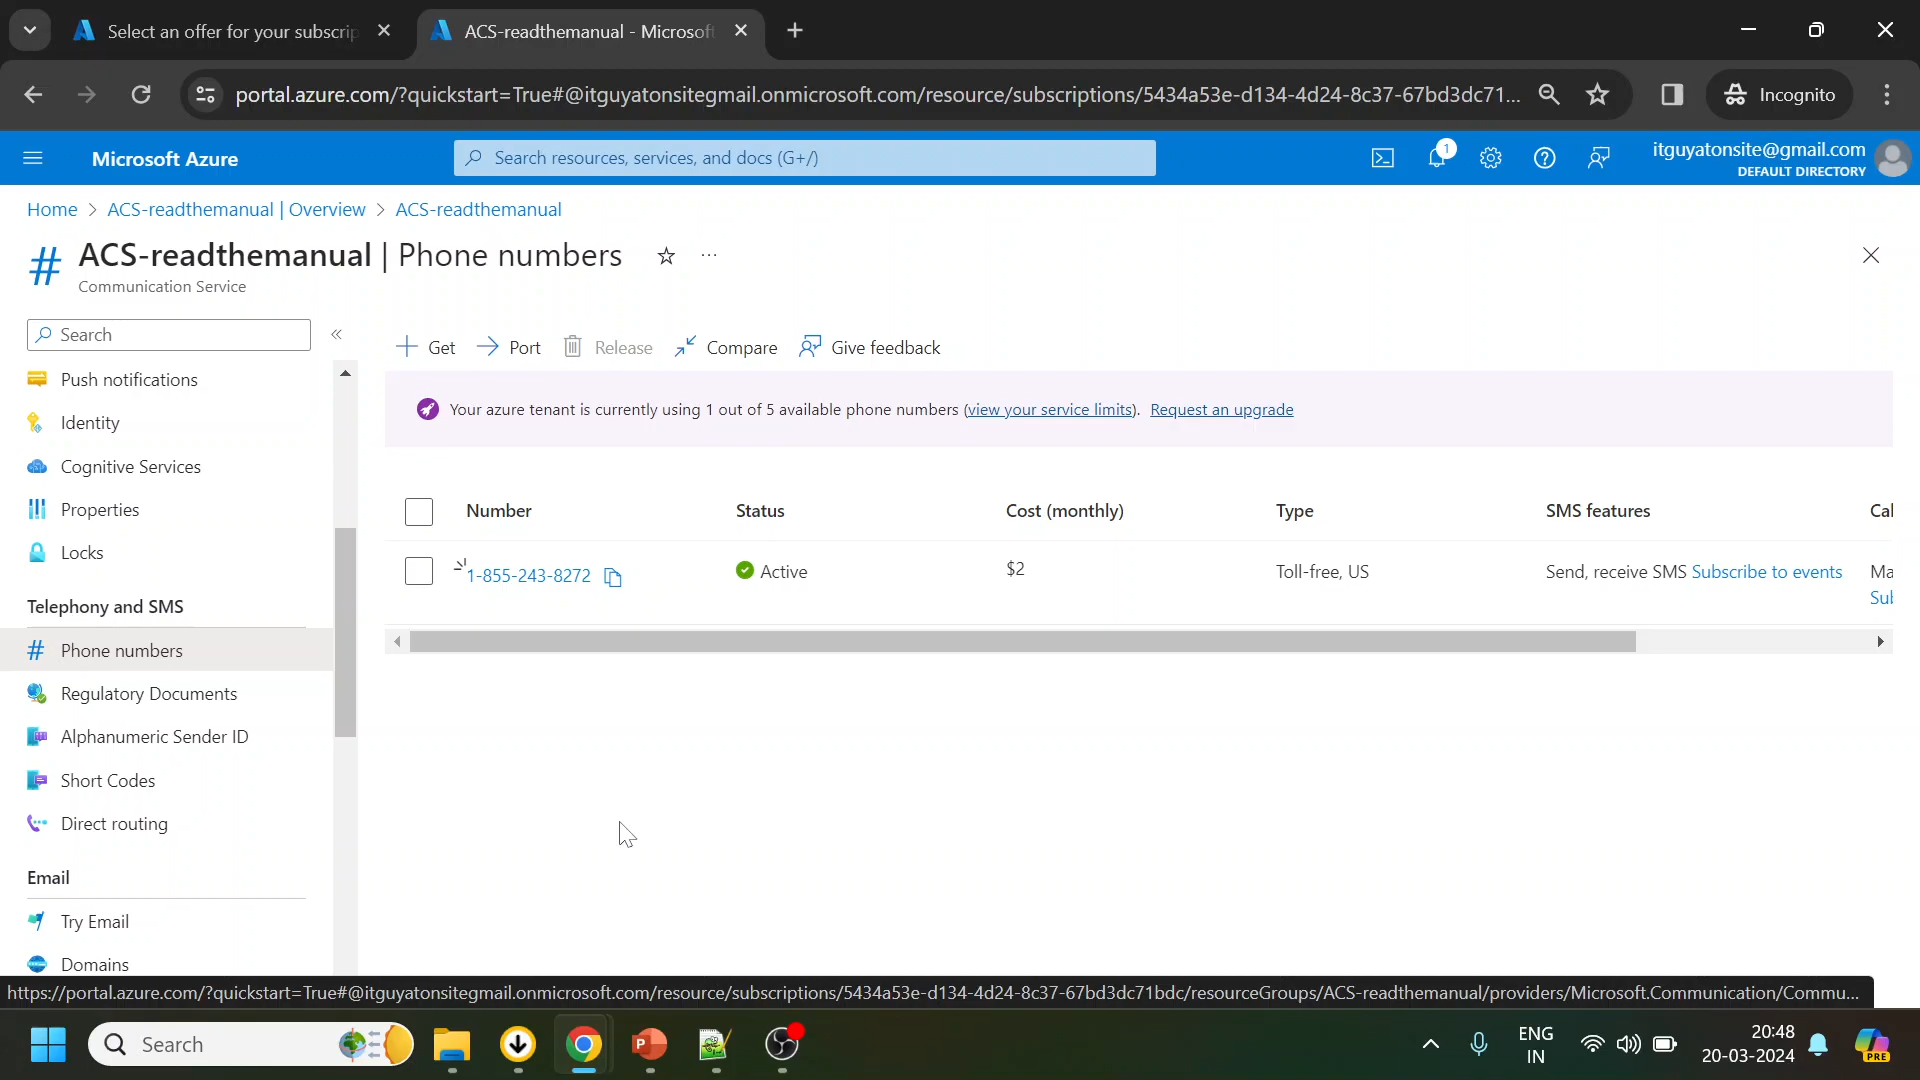 Select an offer for your subscrip
ACS-readthemanual - Microsoft
portal.azure.com/?quickstart=True#@itguyatonsitegmail.onmicrosoft.com/resource/subscriptions/5434a53e-d134-4d24-8c37-67bd3dc71...
Incognito
Microsoft Azure
Search resources, services, and docs (G+/)
1
itguyatonsite@gmail.com
DEFAULT DIRECTORY
Home > ACS-readthemanual | Overview > ACS-readthemanual
# ACS-readthemanual | Phone numbers ...
Communication Service
Search
«
Get
Port
Release
Compare
Give feedback
Your azure tenant is currently using 1 out of 5 available phone numbers (view your service limits). Request an upgrade
Number Status Cost (monthly) Type SMS features Cal
1-855-243-8272 Active $2 Toll-free, US Send, receive SMS Subscribe to events Ma
Sub
Push notifications
Identity
Cognitive Services
Properties
Locks
Telephony and SMS
# Phone numbers
Regulatory Documents
Alphanumeric Sender ID
Short Codes
Direct routing
Email
Try Email
Domains
https://portal.azure.com/?quickstart=True#@itguyatonsitegmail.onmicrosoft.com/resource/subscriptions/5434a53e-d134-4d24-8c37-67bd3dc71bdc/resourceGroups/ACS-readthemanual/providers/Microsoft.Communication/Commu...
Search
P
ENG
IN
20:48
20-03-2024
PRE